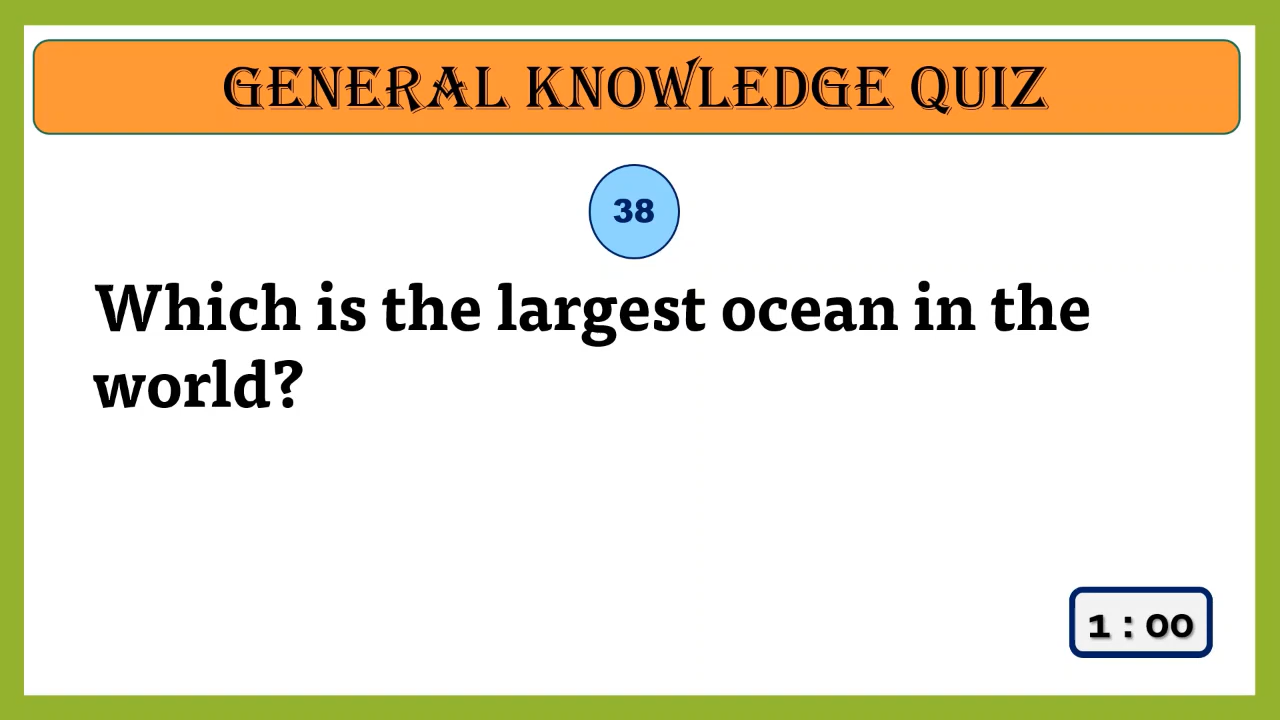 GENERAL KNOWLEDGE QUIZ
38
Which is the largest ocean in the
world?
1 : 00